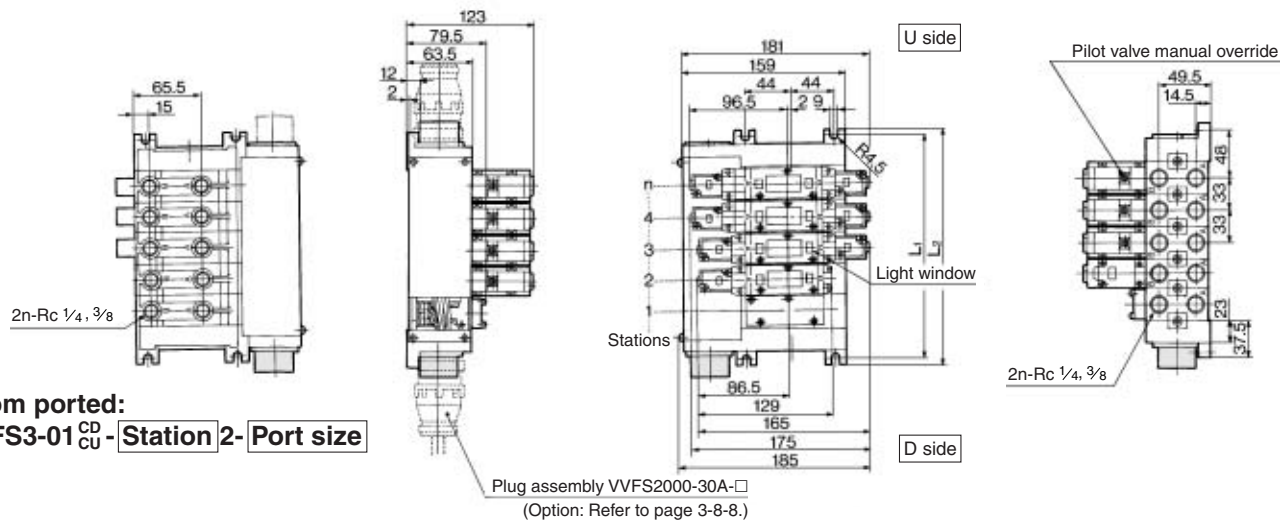 123
79.5
63.5
12
2
65.5
15
2n-Rc 1/4, 3/8
om ported:
FS3-01 CD CU - Station 2- Port size
Plug assembly VVFS2000-30A-□
(Option: Refer to page 3-8-8.)
U side
181
159
44 44
96.5 2 9
R4.5
n
4
3
2
1
Stations
L1
L2
Light window
86.5
129
165
175
185
D side
Pilot valve manual override
49.5
14.5
48
33
33
23
37.5
2n-Rc 1/4, 3/8